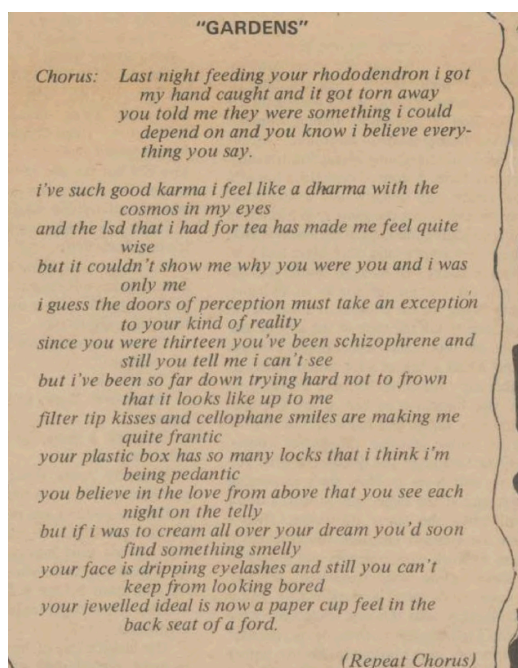 "GARDENS"
Chorus: Last night feeding your rhododendron i got
my hand caught and it got torn away
you told me they were something i could
depend on and you know i believe every-
thing you say.
i've such good karma i feel like a dharma with the
cosmos in my eyes
and the lsd that i had for tea has made me feel quite
wise
but it couldn't show me why you were you and i was
only me
i guess the doors of perception must take an exception
to your kind of reality
since you were thirteen you've been schizophrene and
still you tell me i can't see
but i've been so far down trying hard not to frown
that it looks like up to me
filter tip kisses and cellophane smiles are making me
quite frantic
your plastic box has so many locks that i think i'm
being pedantic
you believe in the love from above that you see each
night on the telly
but if i was to cream all over your dream you'd soon
find something smelly
your face is dripping eyelashes and still you can't
keep from looking bored
your jewelled ideal is now a paper cup feel in the
back seat of a ford.
(Repeat Chorus)